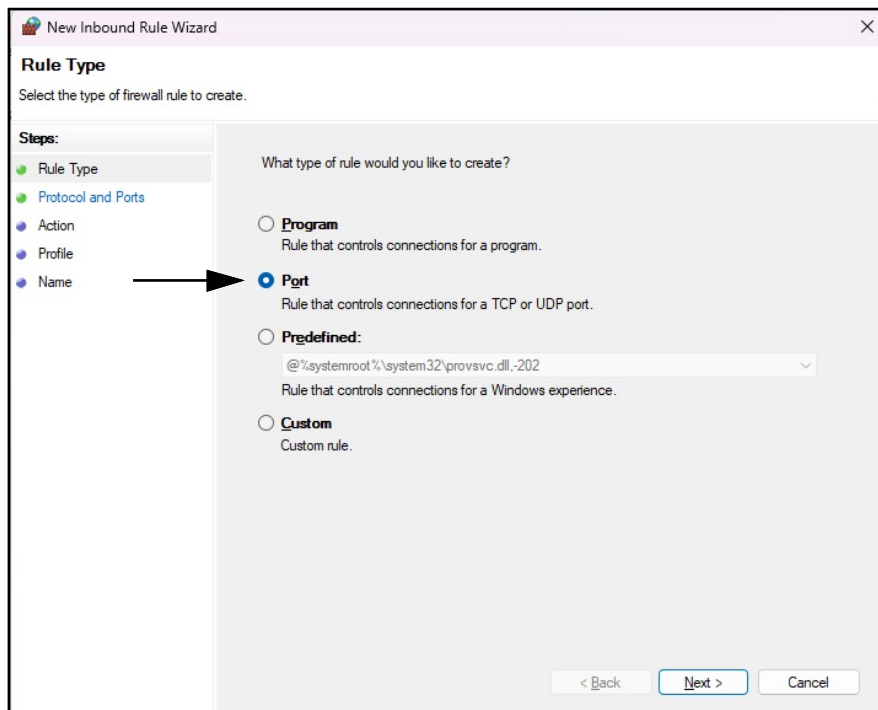 New Inbound Rule Wizard
Rule Type
Select the type of firewall rule to create.
Steps:
Rule Type
Protocol and Ports
Action
Profile
Name
What type of rule would you like to create?
Program
Rule that controls connections for a program.
Port
Rule that controls connections for a TCP or UDP port.
Predefined:
@%systemroot%\system32\provsvc.dll,-202
Rule that controls connections for a Windows experience.
Custom
Custom rule.
< Back Next > Cancel